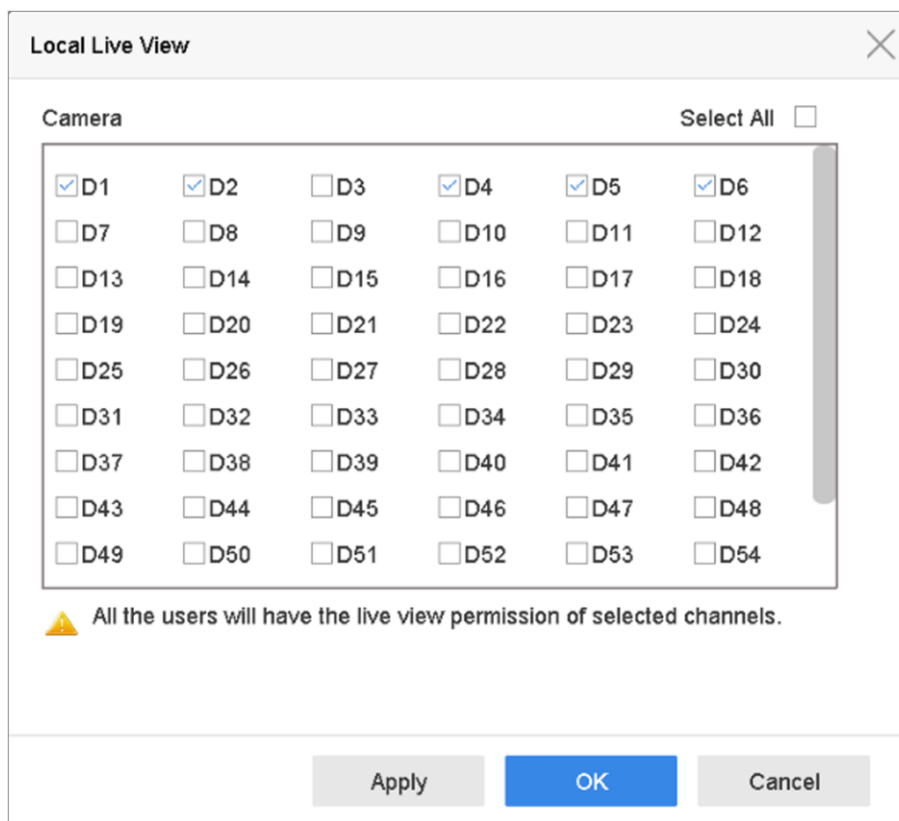 Local Live View
Camera Select All
D1 D2 D3 D4 D5 D6
D7 D8 D9 D10 D11 D12
D13 D14 D15 D16 D17 D18
D19 D20 D21 D22 D23 D24
D25 D26 D27 D28 D29 D30
D31 D32 D33 D34 D35 D36
D37 D38 D39 D40 D41 D42
D43 D44 D45 D46 D47 D48
D49 D50 D51 D52 D53 D54
All the users will have the live view permission of selected channels.
Apply OK Cancel